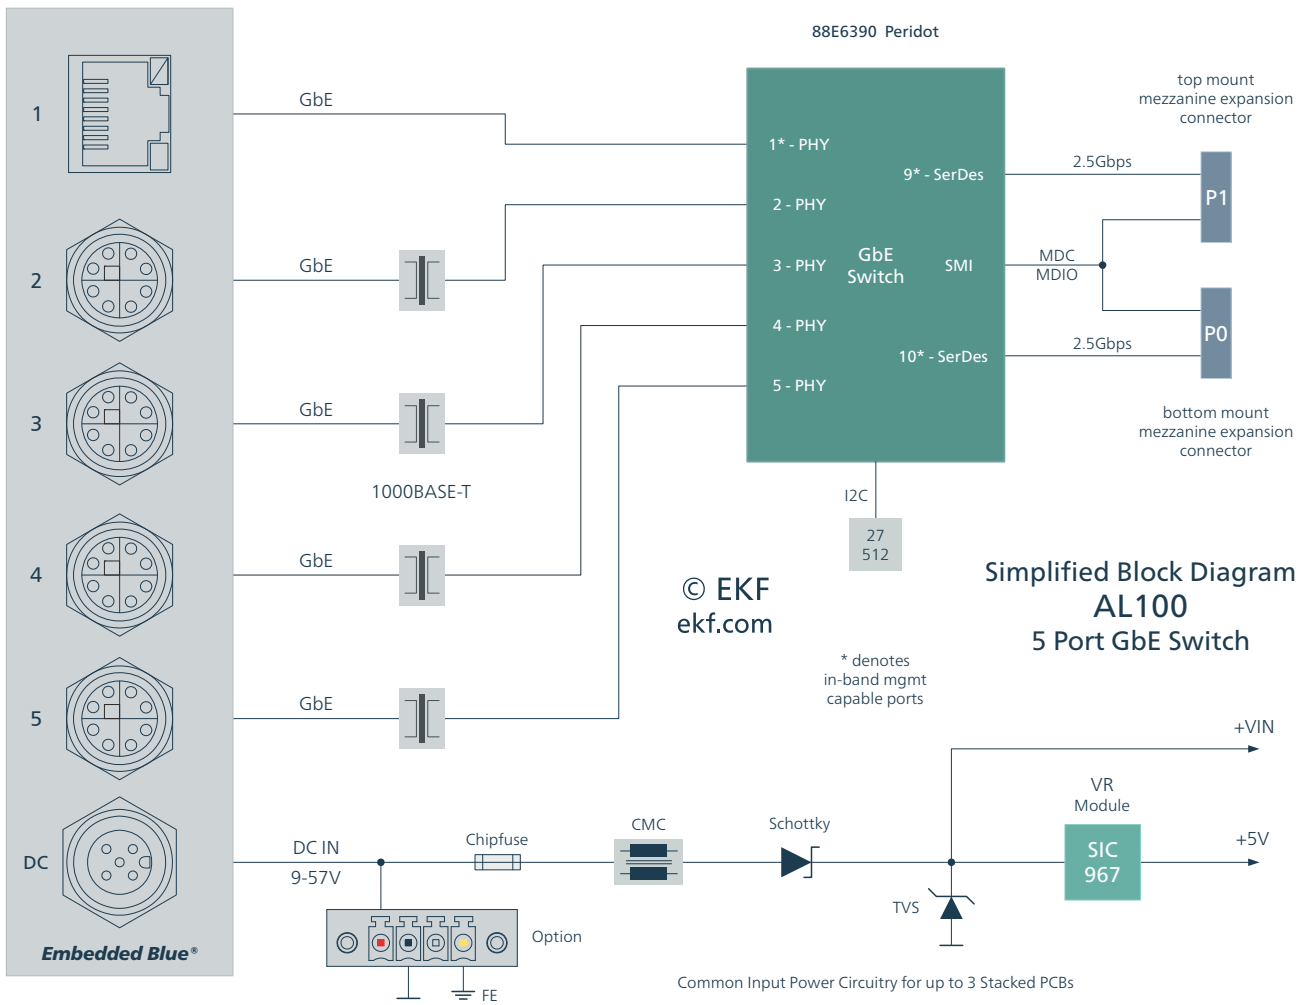 88E6390 Peridot
1
GbE
1* - PHY
top mount
mezzanine expansion
connector
9* - SerDes
2.5Gbps
P1
2
GbE
2 - PHY
3 - PHY
GbE
Switch
SMI
MDC
MDIO
4 - PHY
10* - SerDes
2.5Gbps
P0
5 - PHY
3
GbE
bottom mount
mezzanine expansion
connector
1000BASE-T
I2C
27
512
4
GbE
© EKF
ekf.com
Simplified Block Diagram
AL100
5 Port GbE Switch
* denotes
in-band mgmt
capable ports
5
GbE
+VIN
VR
Module
DC
DC IN
9-57V
Chipfuse
CMC
Schottky
SIC
967
+5V
TVS
Option
FE
Embedded Blue®
Common Input Power Circuitry for up to 3 Stacked PCBs